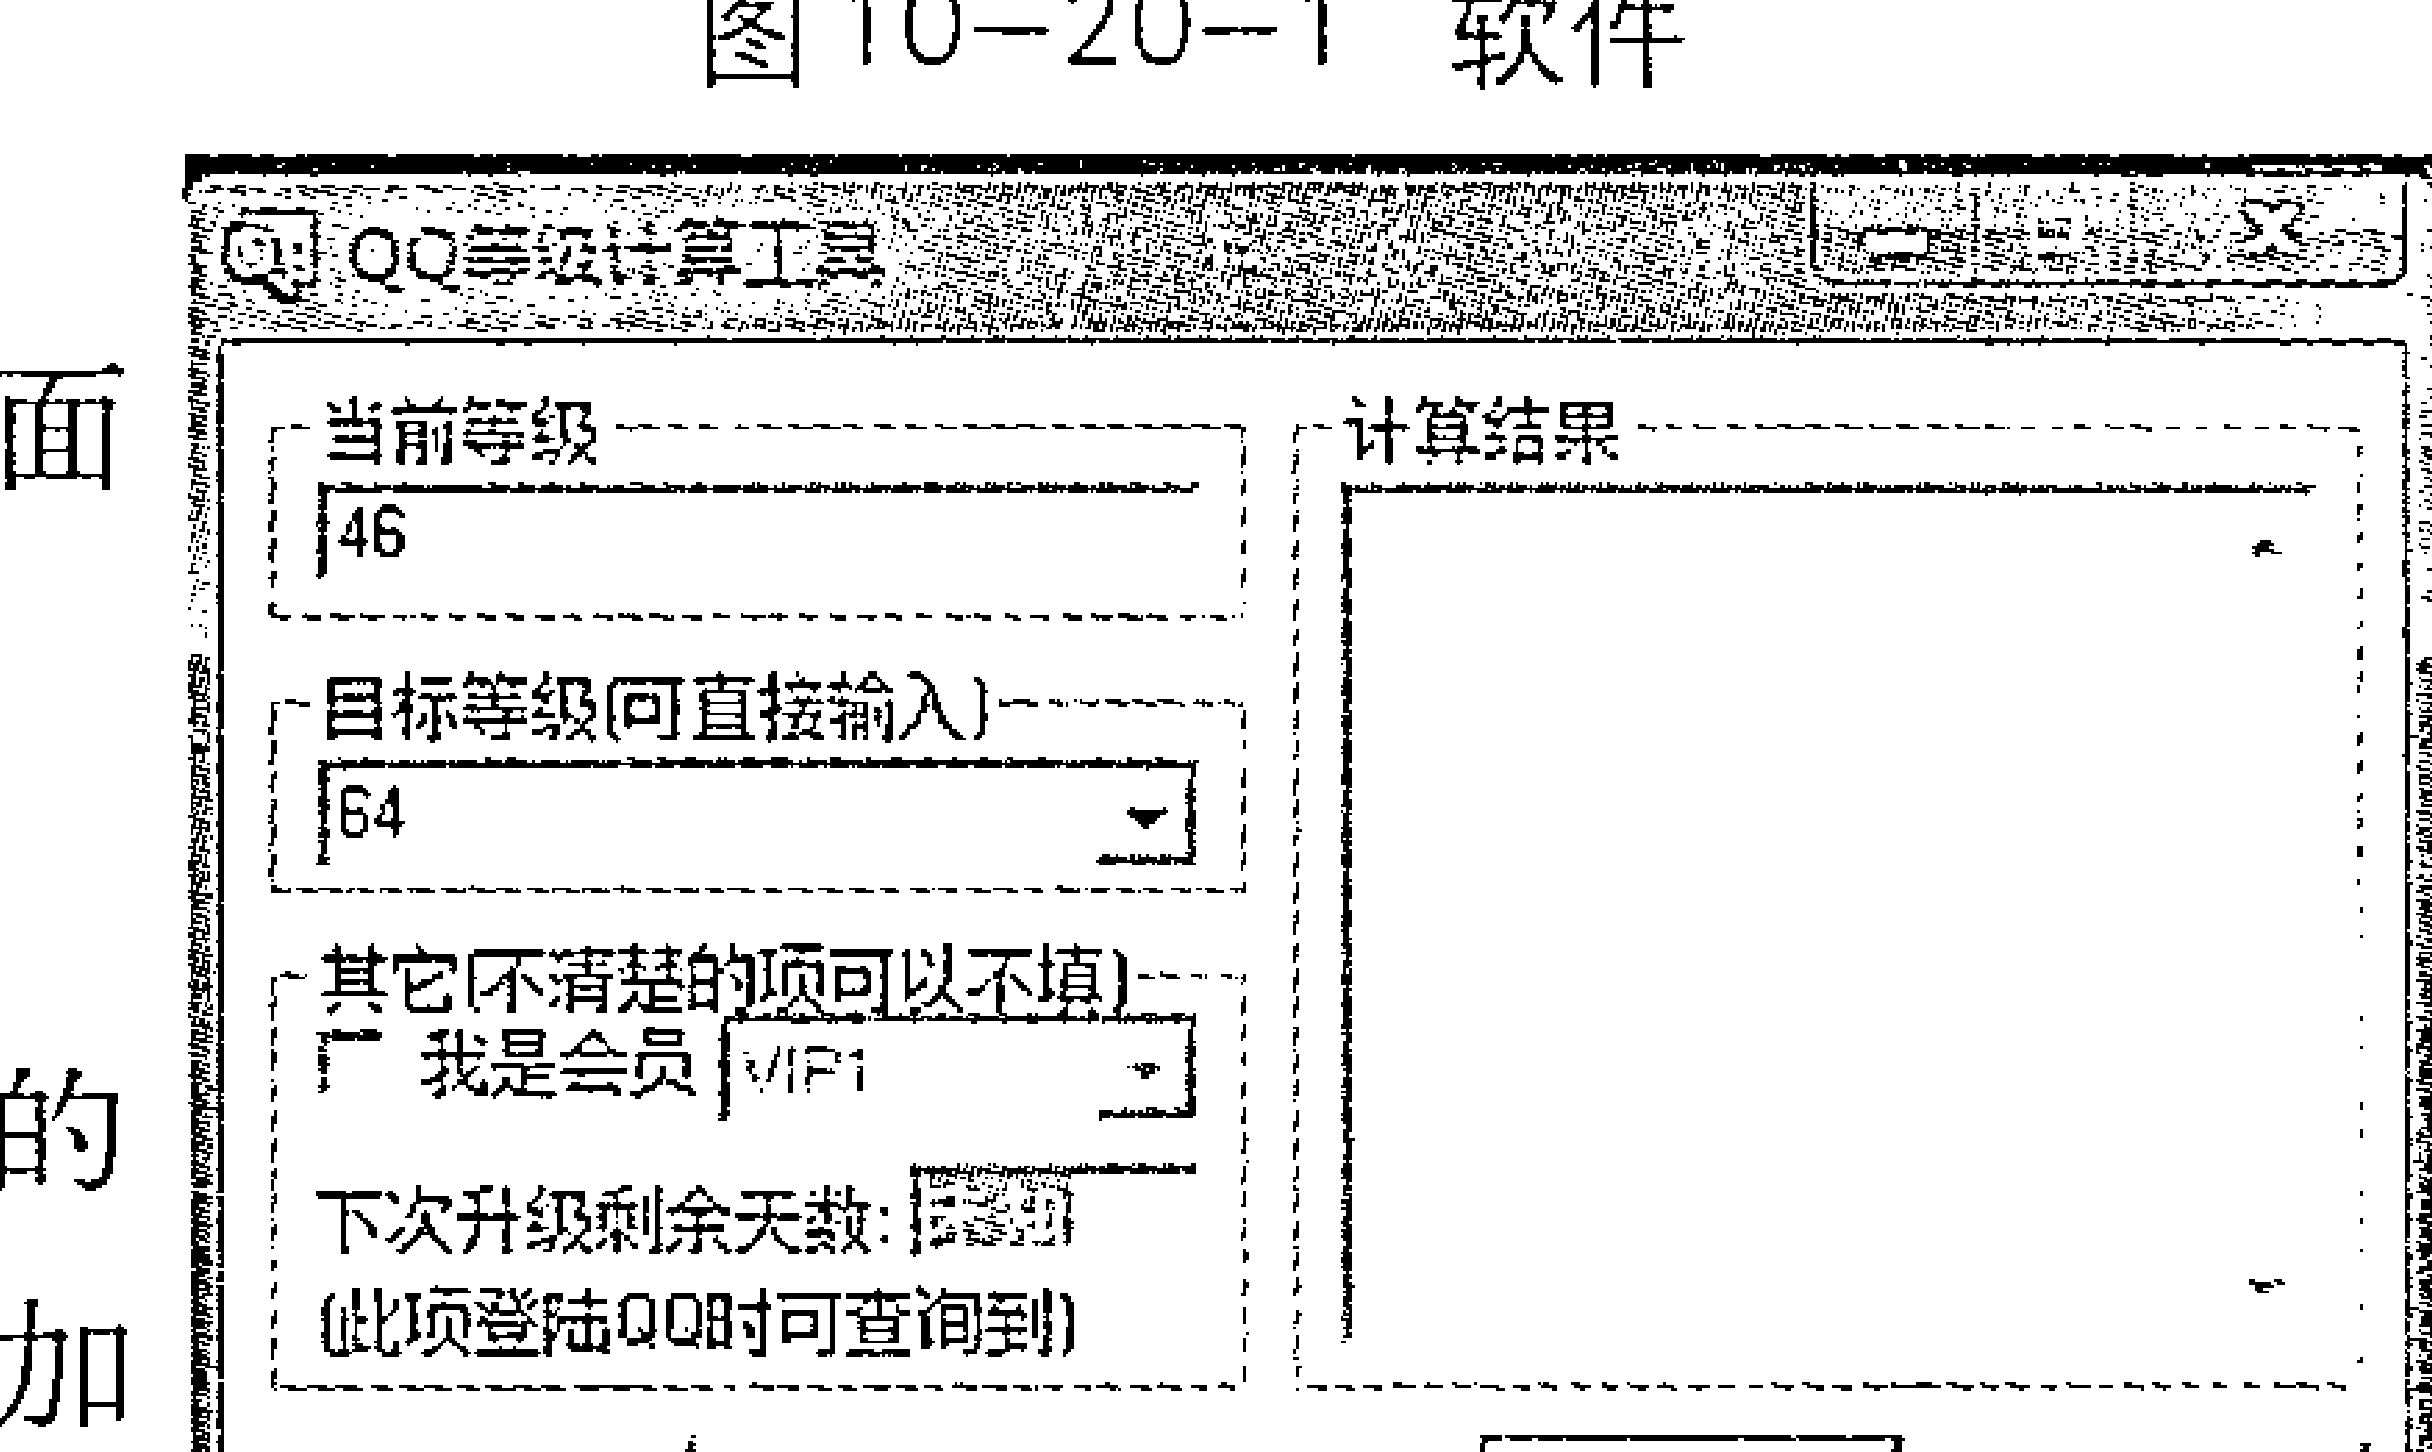 图10-20-1 软件
QQ等级计算工具
面
当前等级
46
计算结果
目标等级(可直接输入)
64
其它(不清楚的项可以不填)
的
我是会员 VIP1
下次升级剩余天数:
(此项登陆QQ时可查询到)
加